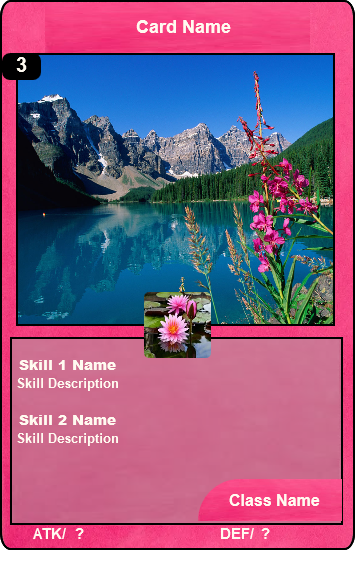 Card Name
3
Skill 1 Name
Skill Description
Skill 2 Name
Skill Description
Class Name
ATK/ ? DEF/ ?